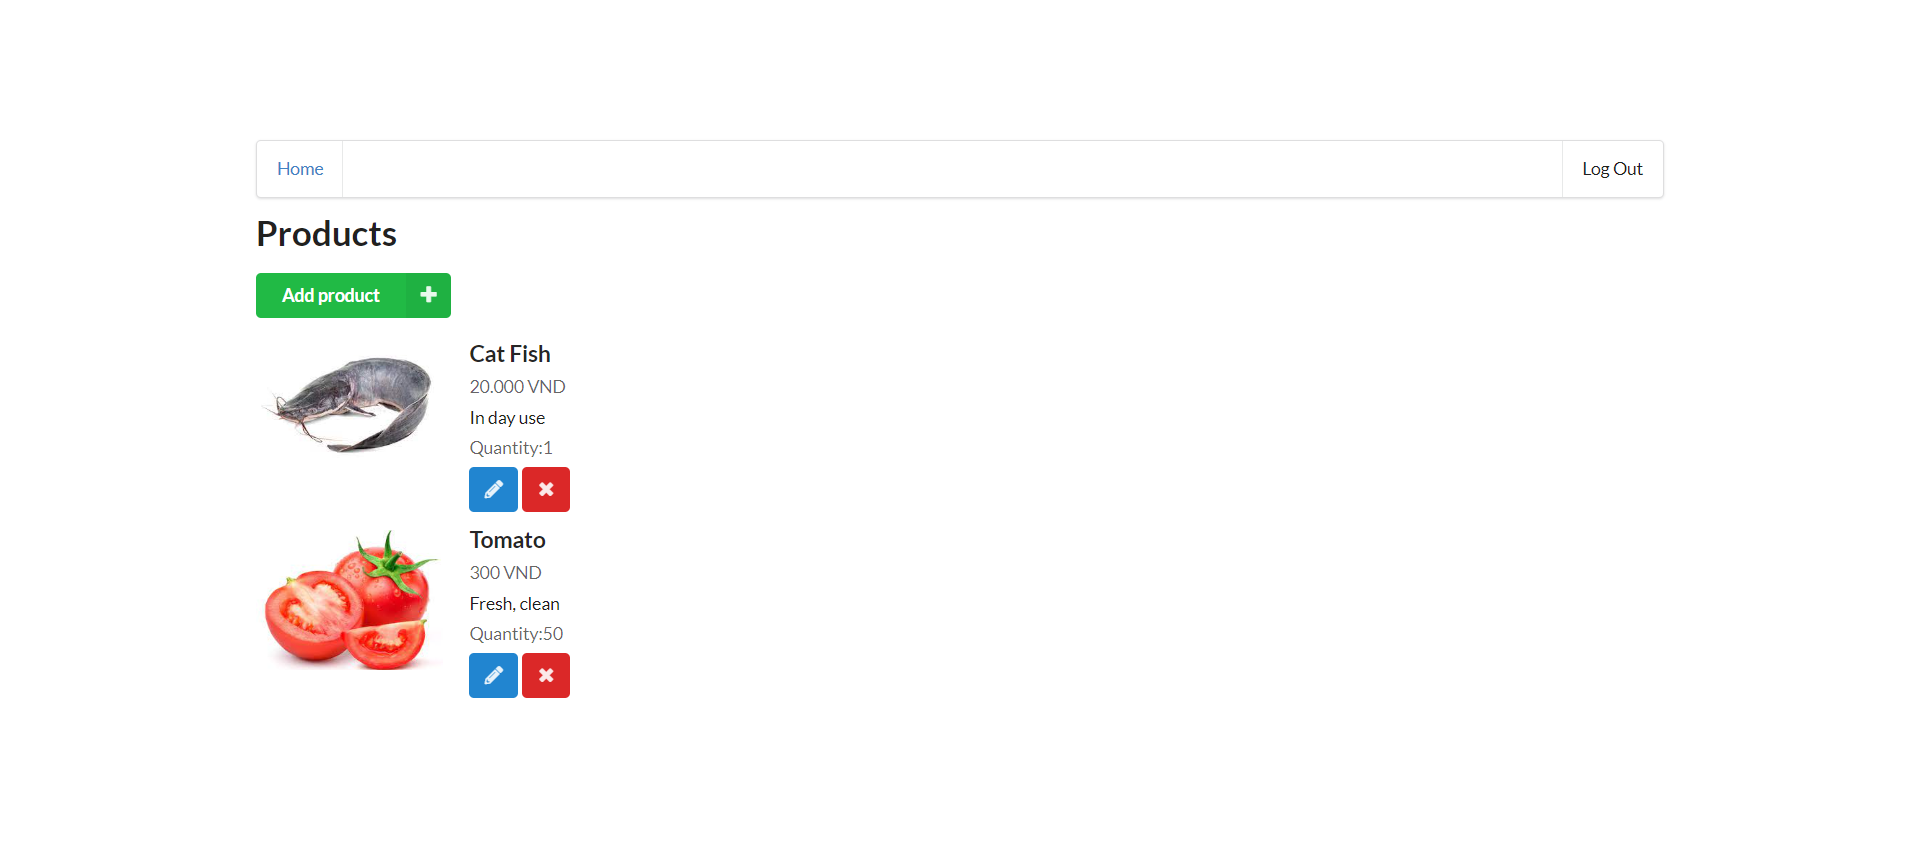 Home
Log Out
Products
Add product
Cat Fish
20.000 VND
In day use
Quantity:1
Tomato
300 VND
Fresh, clean
Quantity:50